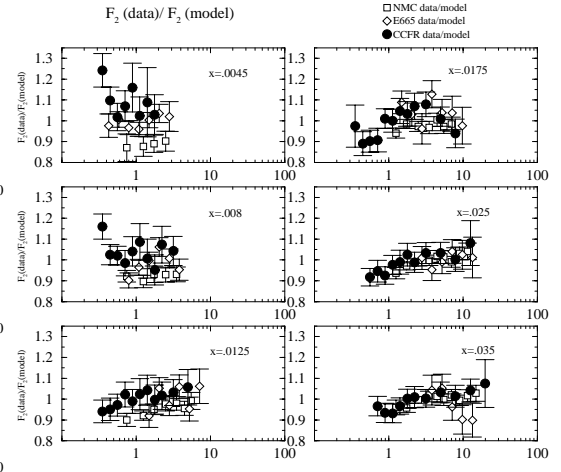 F₂ (data)/ F₂ (model)
NMC data/model
E665 data/model
CCFR data/model
F₂(data)/F₂(model)
1.3
1.2
1.1
1
0.9
0.8
x=.0045
1 10 100
1.3
1.2
1.1
1
0.9
0.8
x=.0175
1 10 100
F₂(data)/F₂(model)
1.3
1.2
1.1
1
0.9
0.8
x=.008
1 10 100
1.3
1.2
1.1
1
0.9
0.8
x=.025
1 10 100
F₂(data)/F₂(model)
1.3
1.2
1.1
1
0.9
0.8
x=.0125
1 10 100
1.3
1.2
1.1
1
0.9
0.8
x=.035
1 10 100